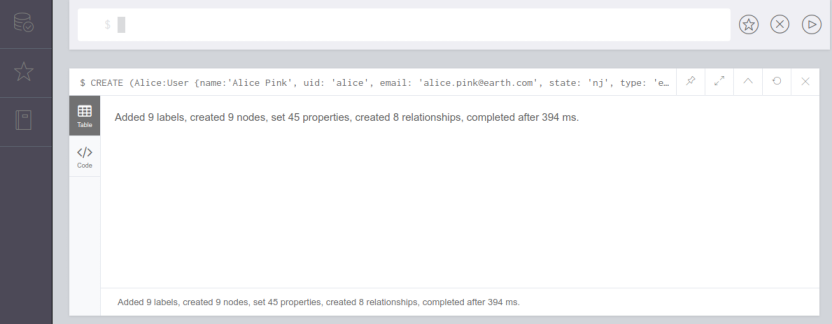 $
$ CREATE (Alice:User {name:'Alice Pink', uid: 'alice', email: 'alice.pink@earth.com', state: 'nj', type: 'e…
Table
Added 9 labels, created 9 nodes, set 45 properties, created 8 relationships, completed after 394 ms.
</>
Code
Added 9 labels, created 9 nodes, set 45 properties, created 8 relationships, completed after 394 ms.